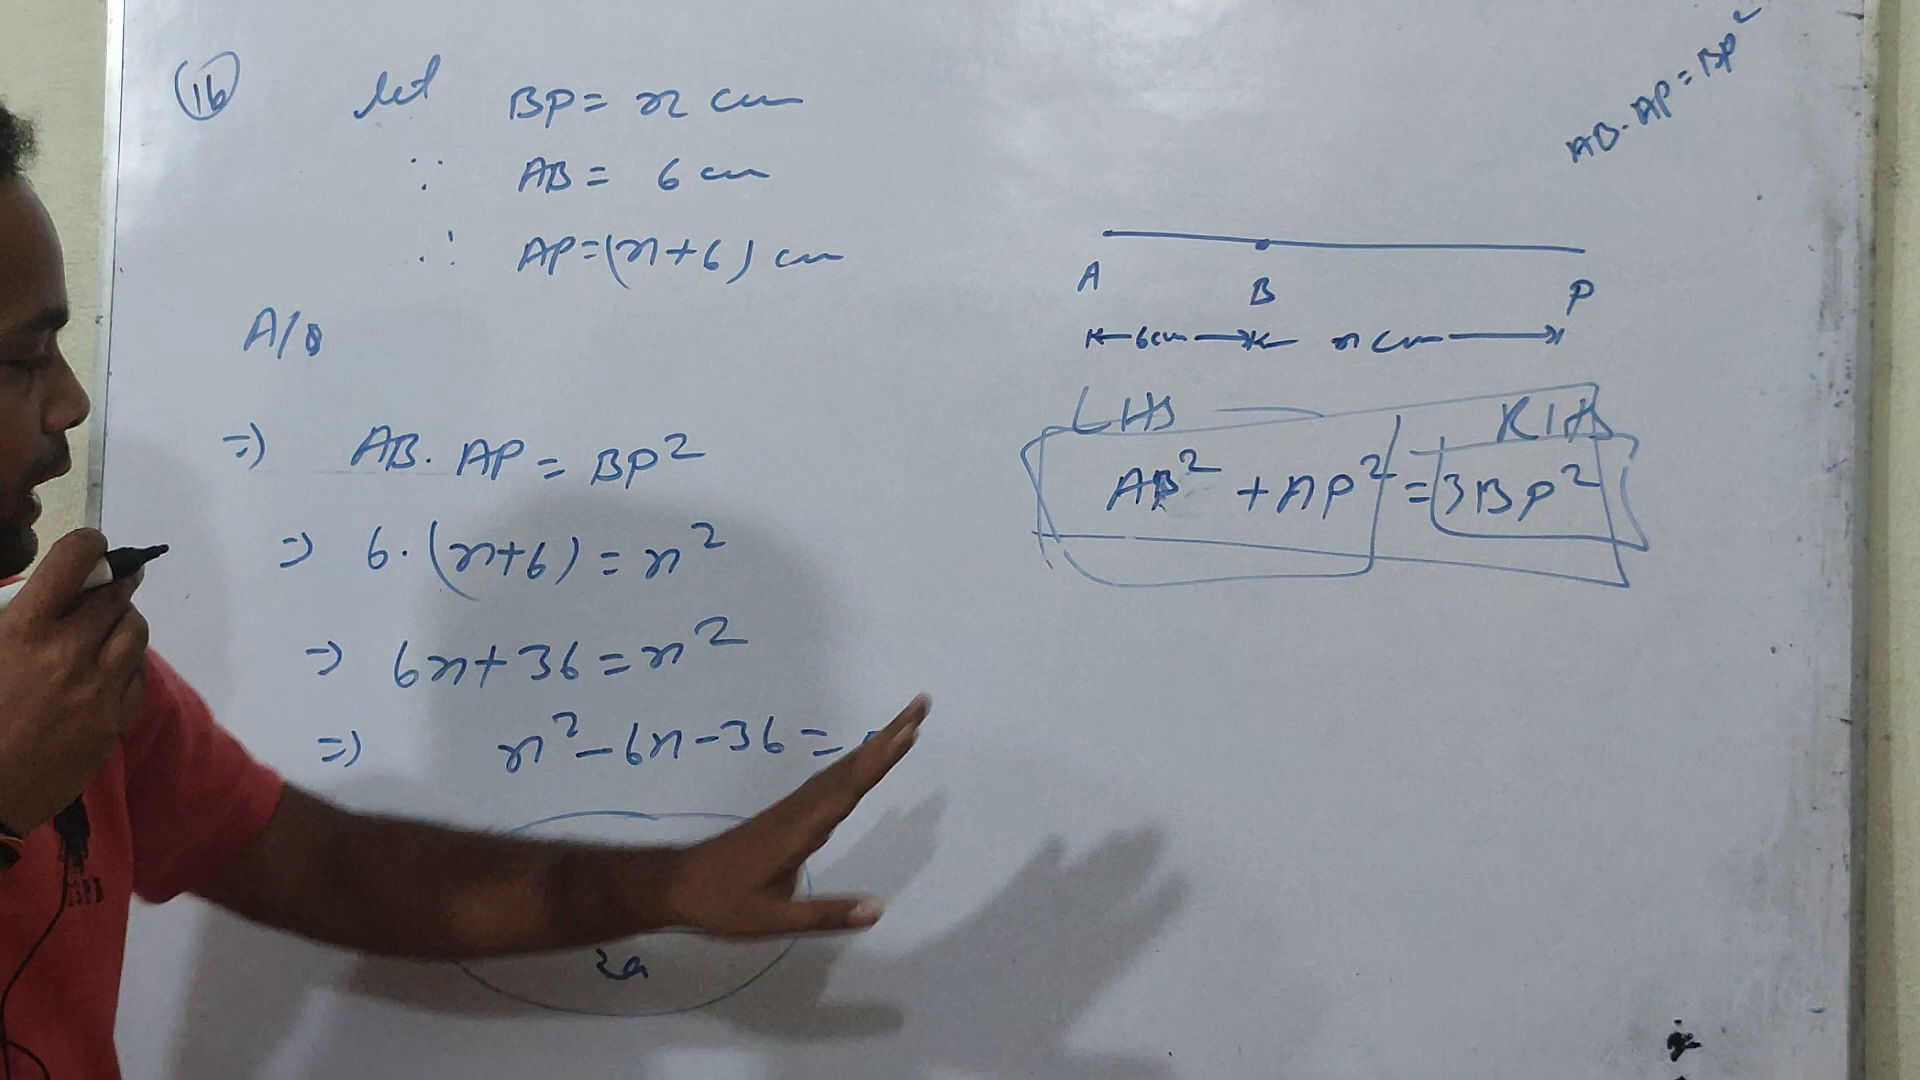 (16) let BP = x cm
∵ AB = 6 cm
∴ AP = (x+6) cm
A/Q
⇒ AB. AP = BP²
⇒ 6. (x+6) = x²
⇒ 6x+36 = x²
⇒ x²-6x-36 =
2a
AB. AP = BP²
A B P
6cm x cm
LHS RHS
AB² + AP² = 3BP²